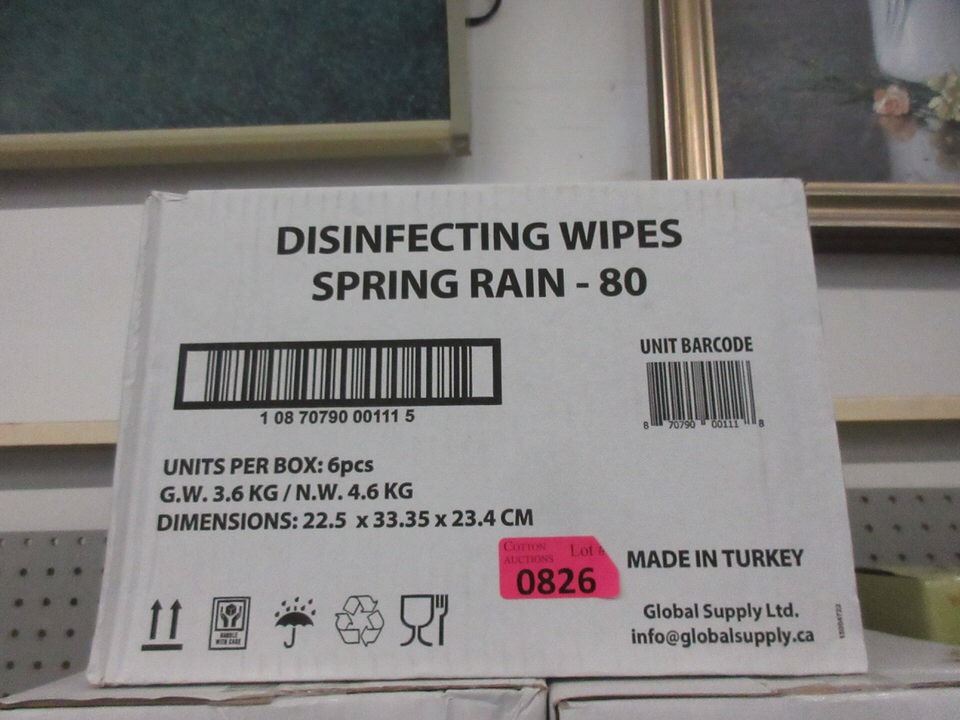 DISINFECTING WIPES
SPRING RAIN - 80
UNIT BARCODE
1 08 70790 00111 5
8 70790 00111 8
UNITS PER BOX: 6pcs
G.W. 3.6 KG / N.W. 4.6 KG
DIMENSIONS: 22.5 x 33.35 x 23.4 CM
COTTON AUCTIONS Lot #
0826
MADE IN TURKEY
HANDLE
WITH CARE
Global Supply Ltd.
info@globalsupply.ca